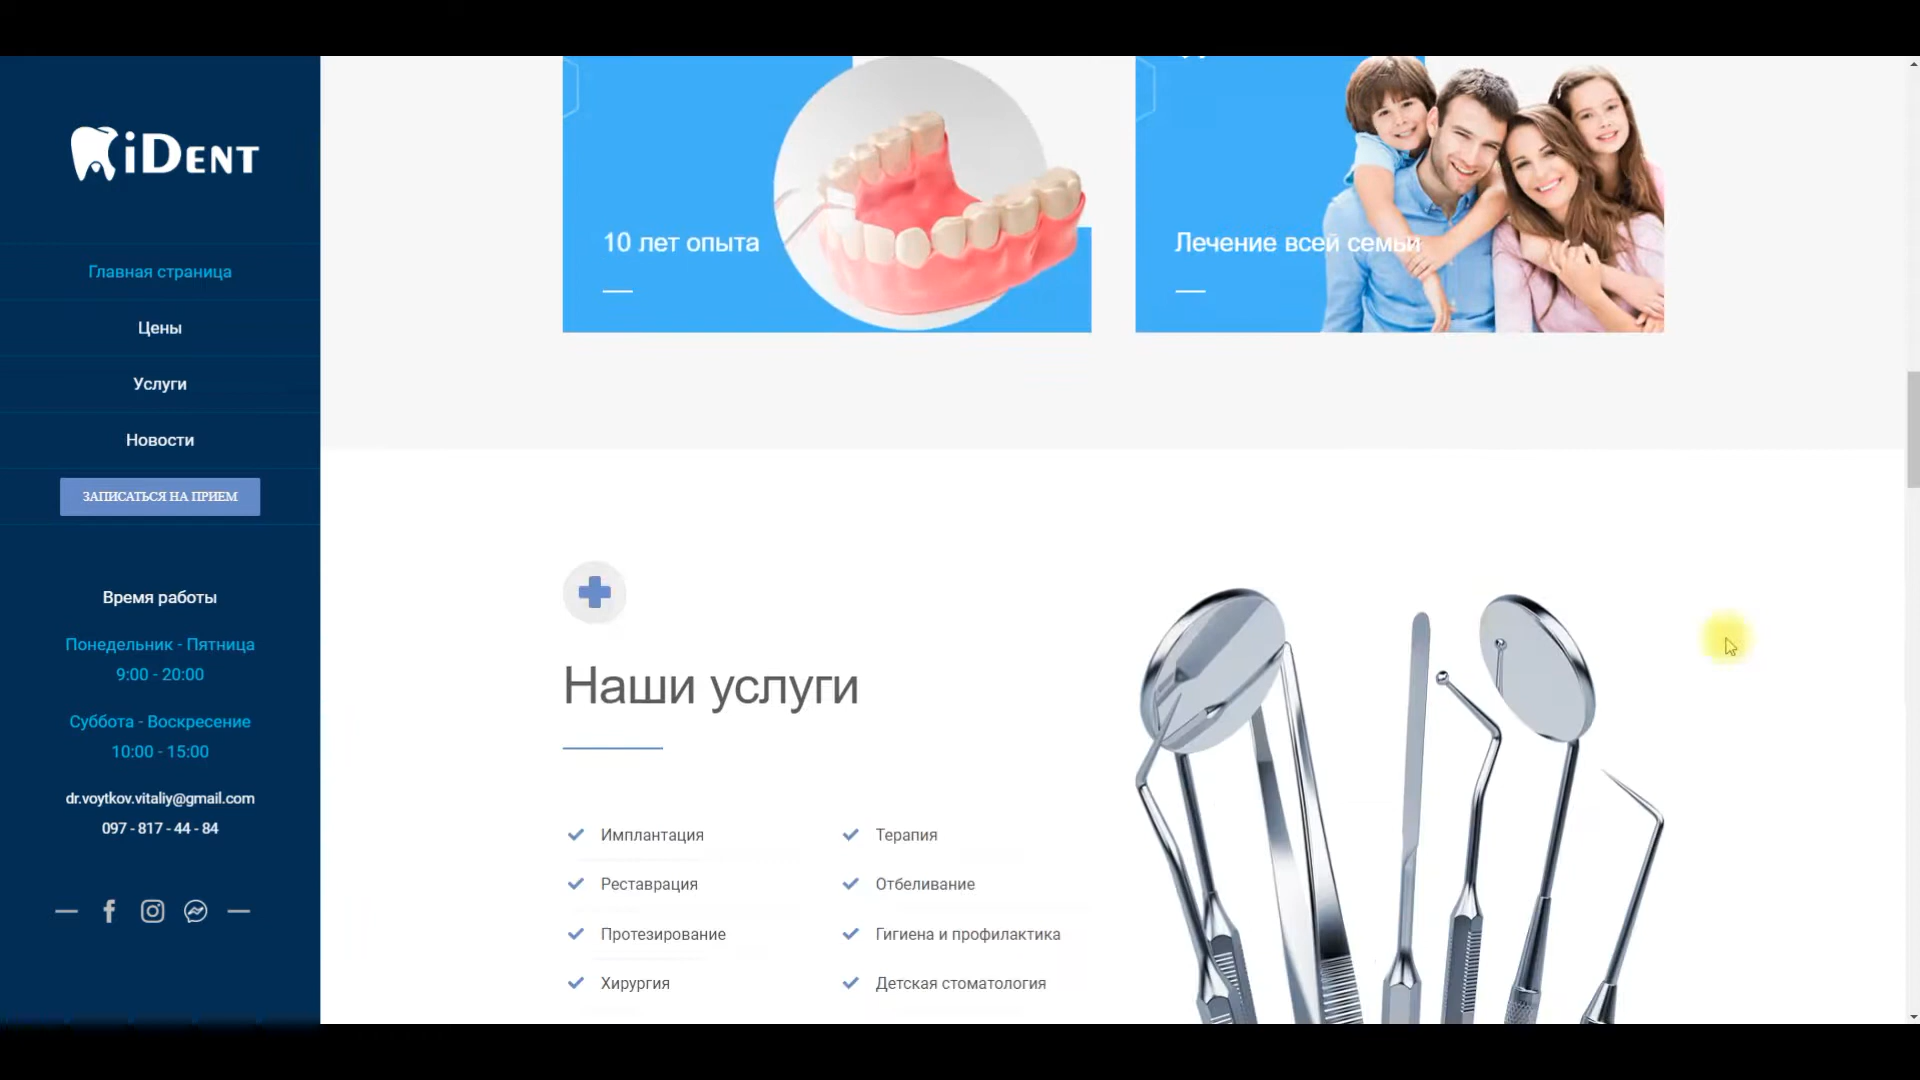 iDENT
Главная страница
Цены
Услуги
Новости
ЗАПИСАТЬСЯ НА ПРИЕМ
Время работы
Понедельник - Пятница
9:00 - 20:00
Суббота - Воскресение
10:00 - 15:00
dr.voytkov.vitaliy@gmail.com
097 - 817 - 44 - 84
10 лет опыта
Лечение всей семьи
Наши услуги
Имплантация
Терапия
Реставрация
Отбеливание
Протезирование
Гигиена и профилактика
Хирургия
Детская стоматология